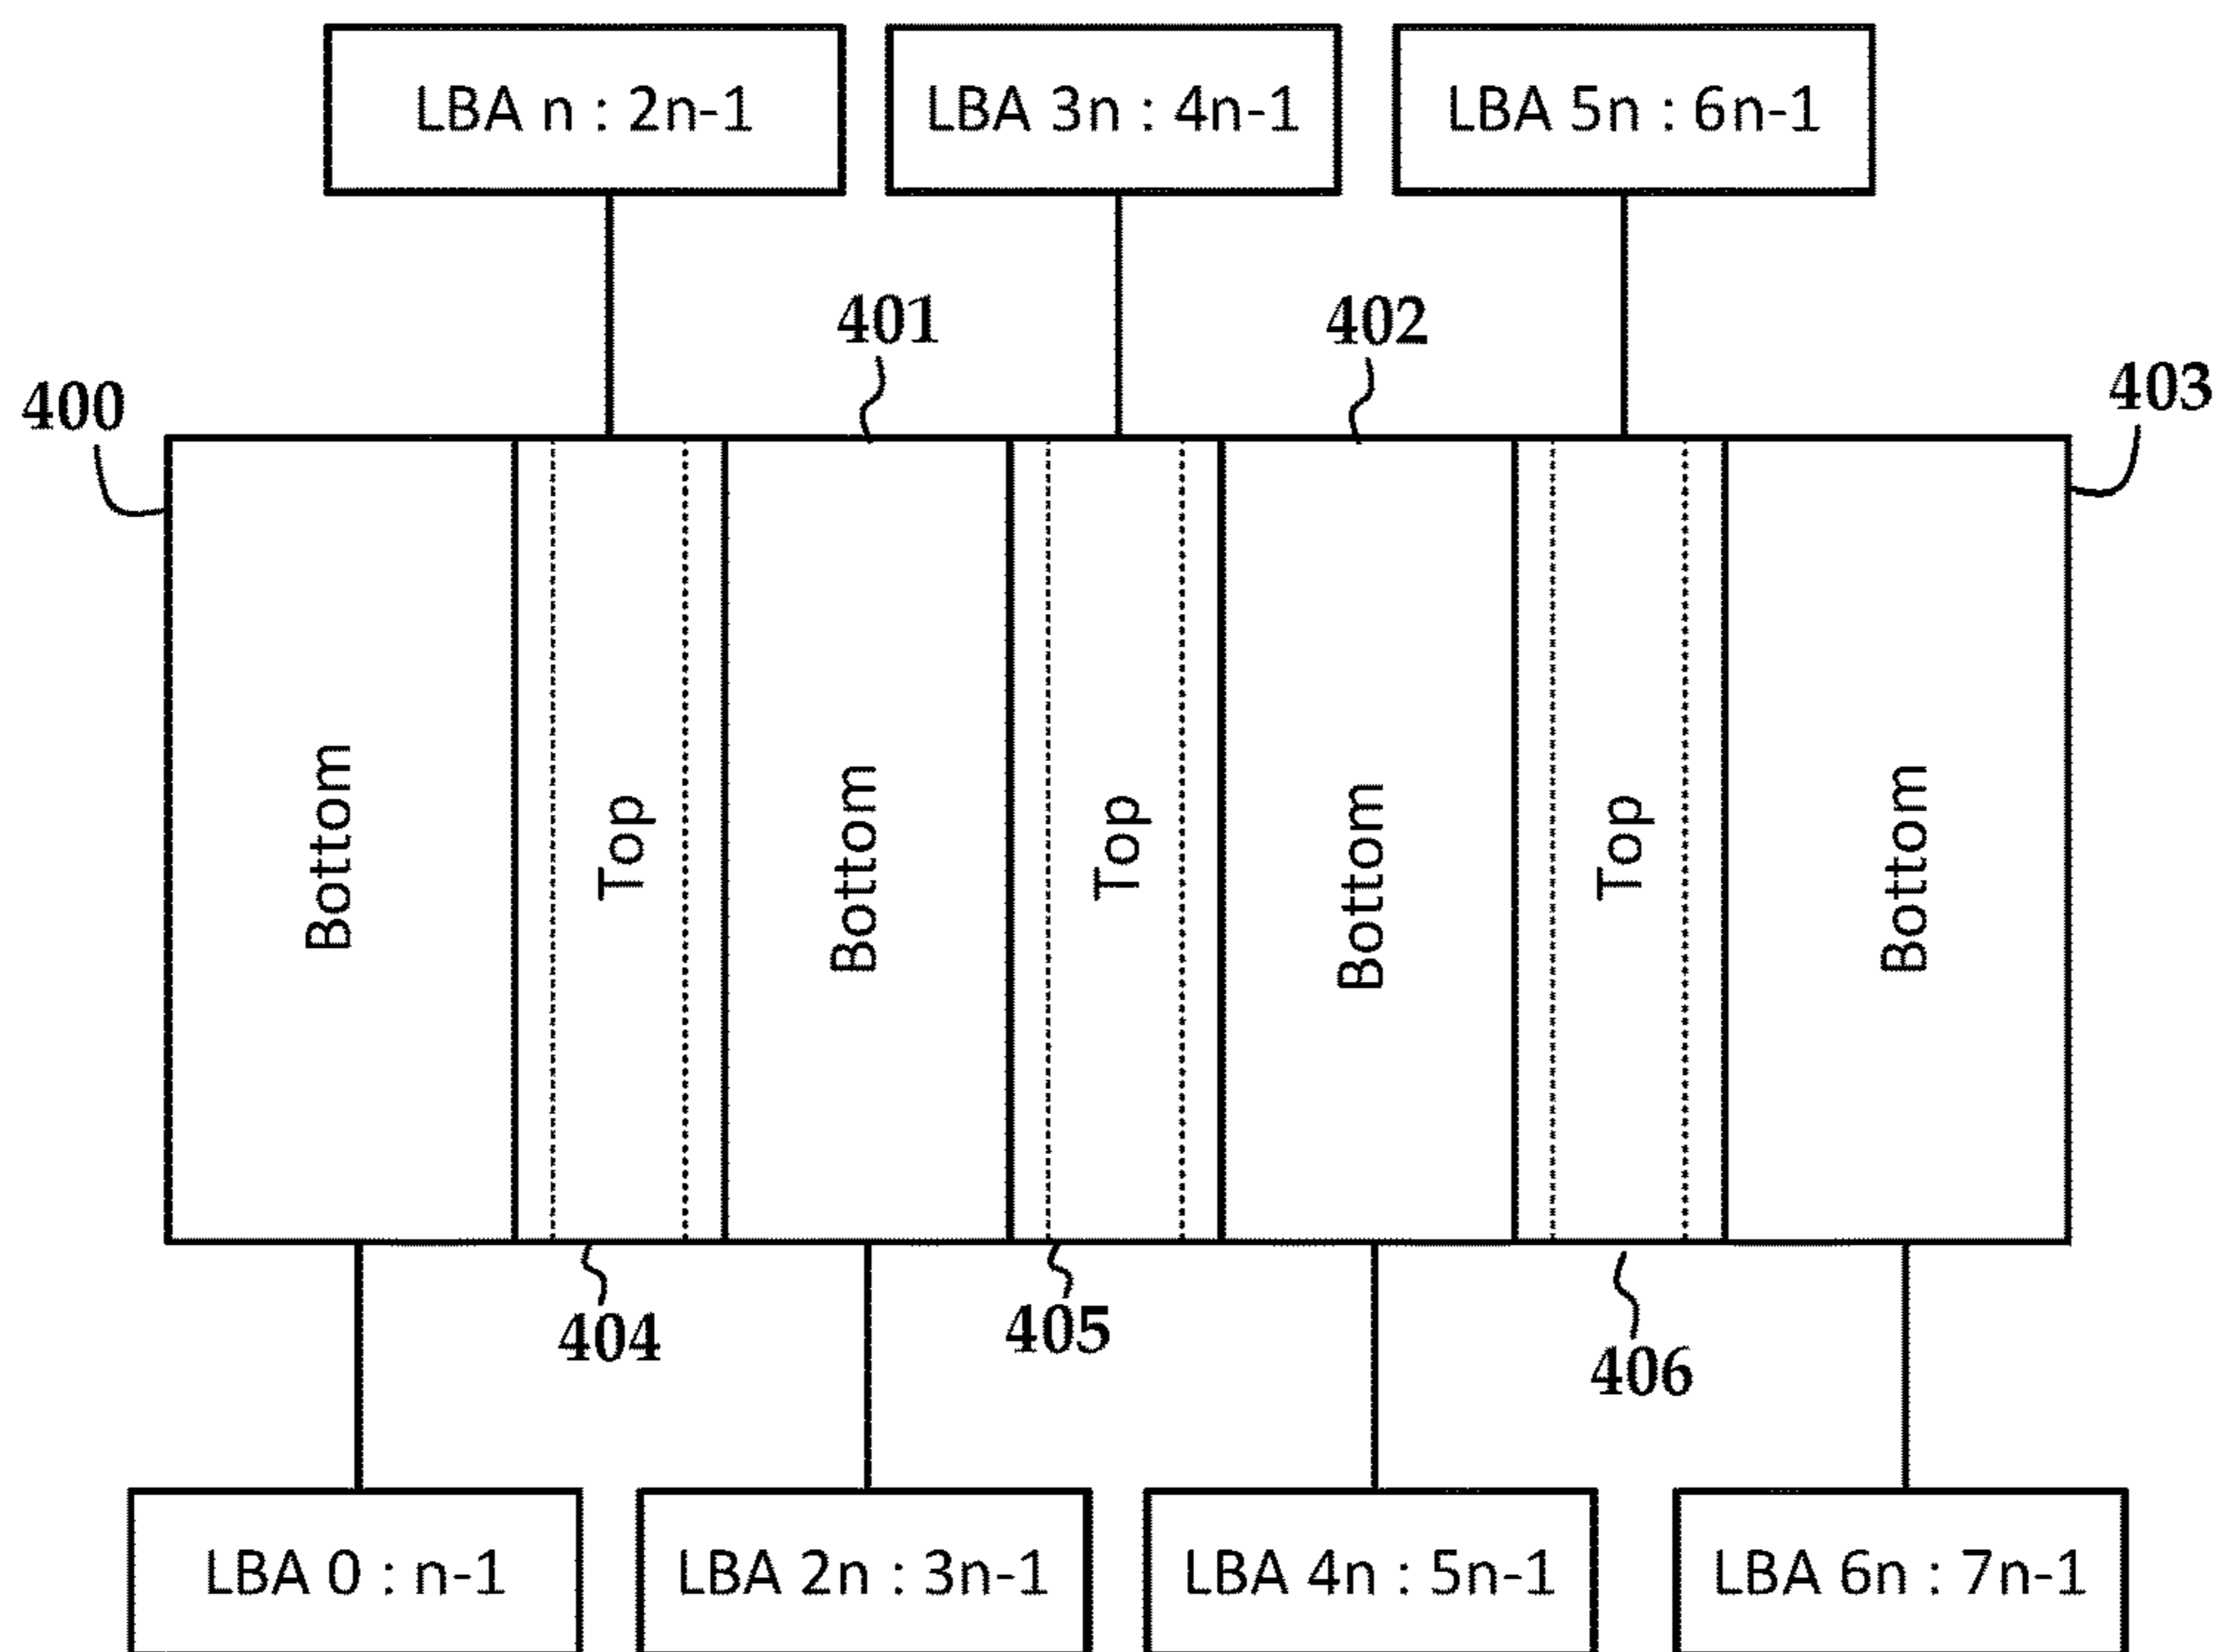 LBA n : 2n-1
LBA 3n : 4n-1
LBA 5n : 6n-1
401
402
400
403
Bottom
Top
Bottom
Top
Bottom
Top
Bottom
404
405
406
LBA 0 : n-1
LBA 2n : 3n-1
LBA 4n : 5n-1
LBA 6n : 7n-1